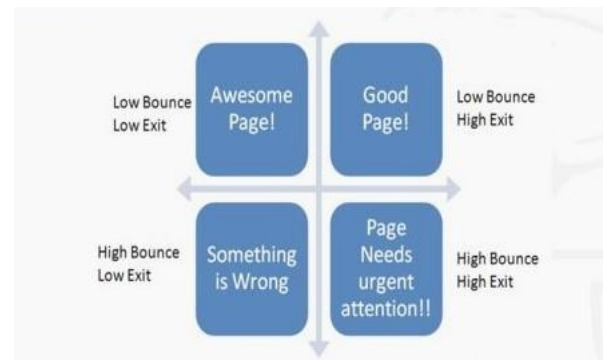 Low Bounce
Low Exit
Awesome
Page!
Good
Page!
Low Bounce
High Exit
High Bounce
Low Exit
Something
is Wrong
Page
Needs
urgent
attention!!
High Bounce
High Exit